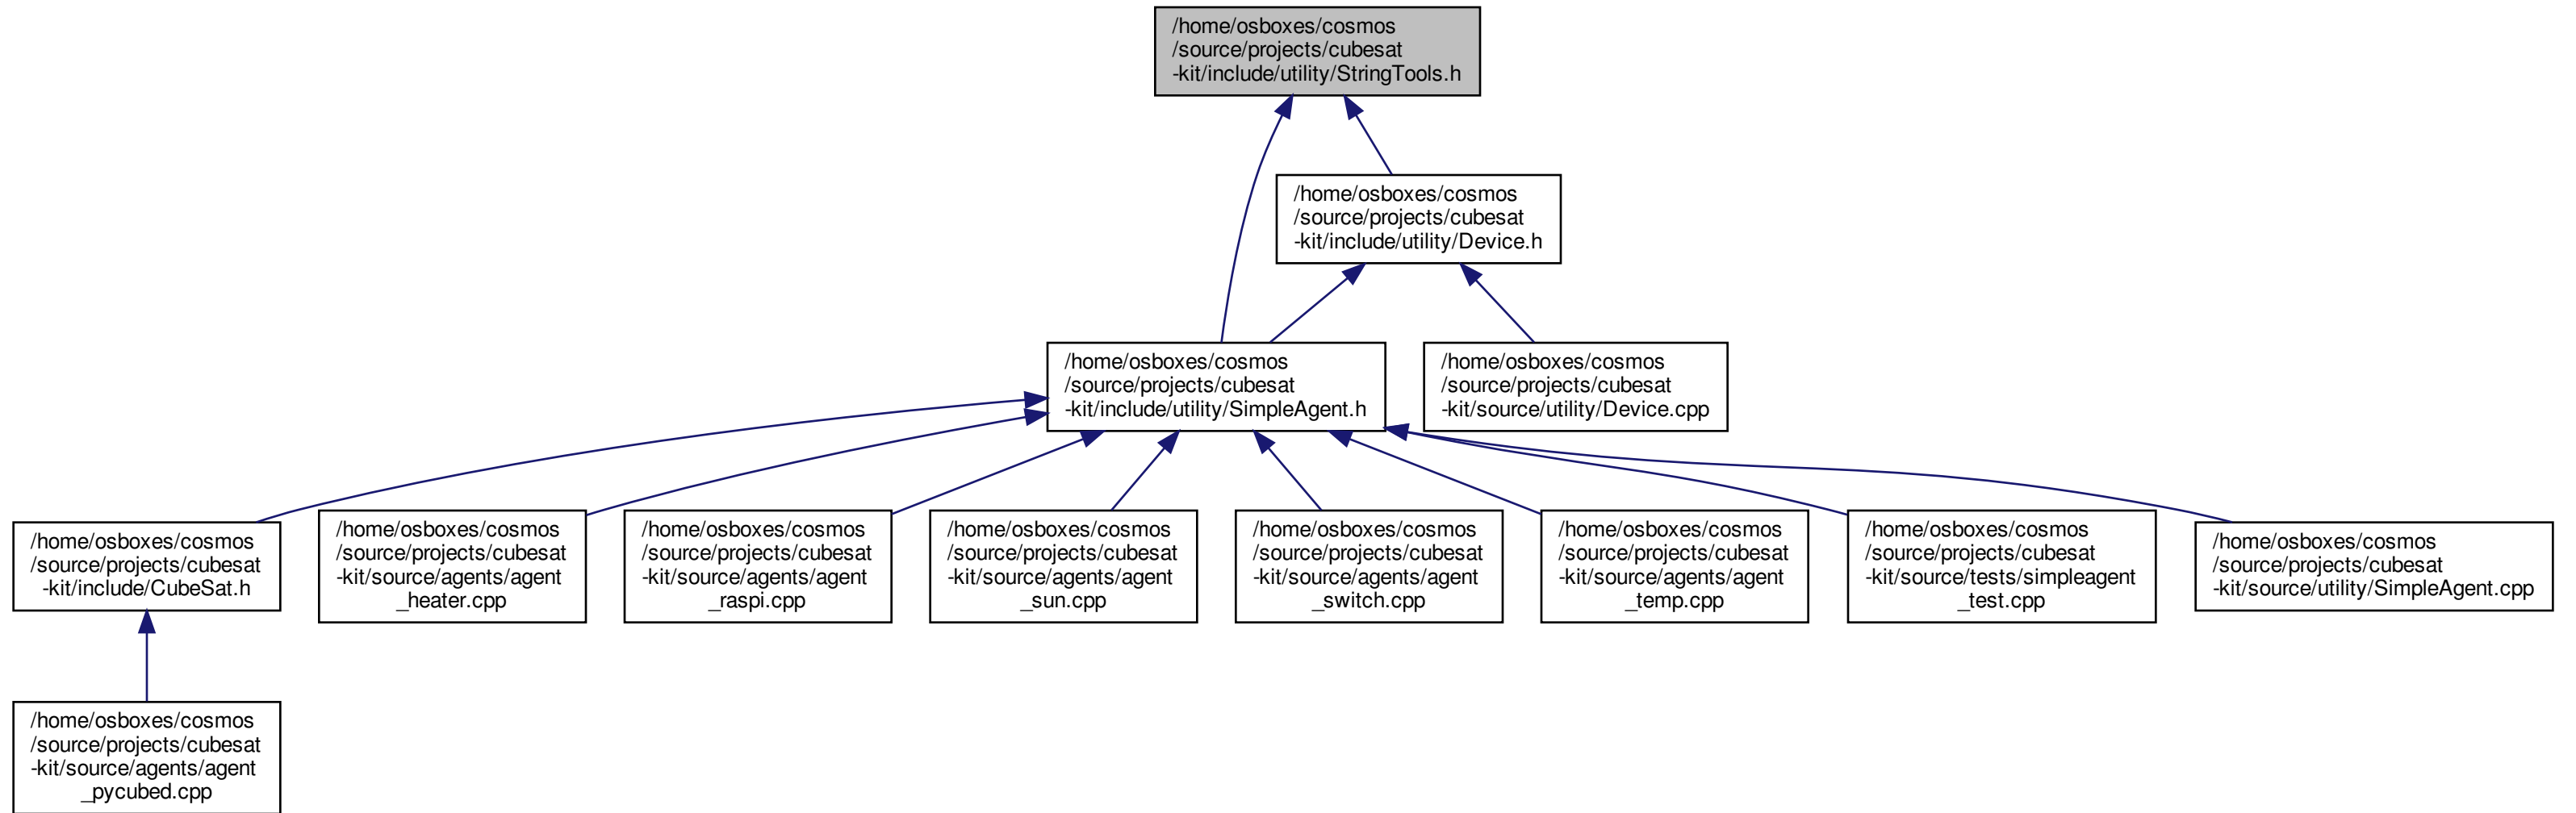 /home/osboxes/cosmos
/source/projects/cubesat
-kit/include/utility/StringTools.h
/home/osboxes/cosmos
/source/projects/cubesat
-kit/include/utility/Device.h
/home/osboxes/cosmos
/source/projects/cubesat
-kit/include/utility/SimpleAgent.h
/home/osboxes/cosmos
/source/projects/cubesat
-kit/source/utility/Device.cpp
/home/osboxes/cosmos
/source/projects/cubesat
-kit/include/CubeSat.h
/home/osboxes/cosmos
/source/projects/cubesat
-kit/source/agents/agent
_heater.cpp
/home/osboxes/cosmos
/source/projects/cubesat
-kit/source/agents/agent
_raspi.cpp
/home/osboxes/cosmos
/source/projects/cubesat
-kit/source/agents/agent
_sun.cpp
/home/osboxes/cosmos
/source/projects/cubesat
-kit/source/agents/agent
_switch.cpp
/home/osboxes/cosmos
/source/projects/cubesat
-kit/source/agents/agent
_temp.cpp
/home/osboxes/cosmos
/source/projects/cubesat
-kit/source/tests/simpleagent
_test.cpp
/home/osboxes/cosmos
/source/projects/cubesat
-kit/source/utility/SimpleAgent.cpp
/home/osboxes/cosmos
/source/projects/cubesat
-kit/source/agents/agent
_pycubed.cpp